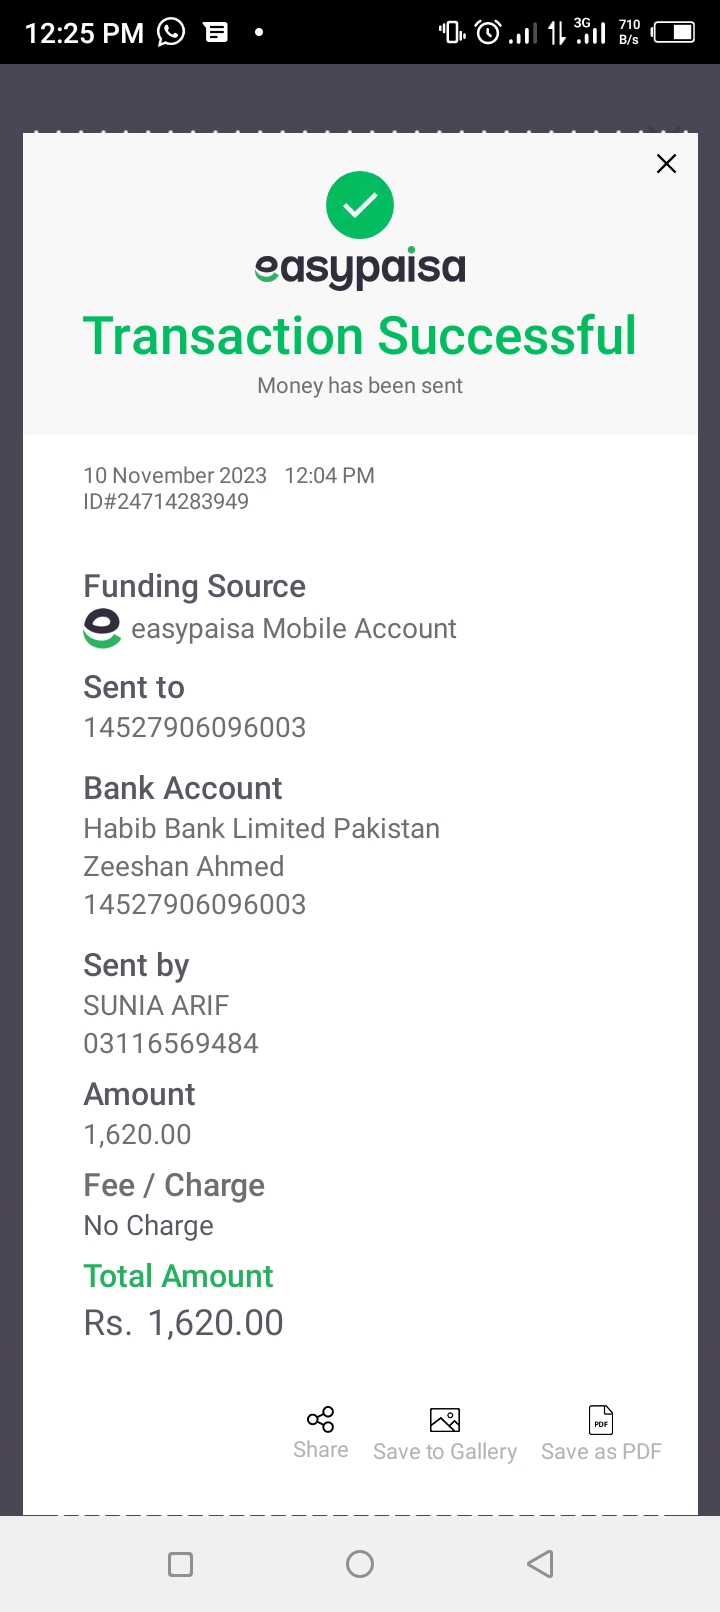 12:25 PM
3G 710 B/s
easypaisa
Transaction Successful
Money has been sent
10 November 2023 12:04 PM
ID#24714283949
Funding Source
easypaisa Mobile Account
Sent to
14527906096003
Bank Account
Habib Bank Limited Pakistan
Zeeshan Ahmed
14527906096003
Sent by
SUNIA ARIF
03116569484
Amount
1,620.00
Fee / Charge
No Charge
Total Amount
Rs. 1,620.00
PDF
Share Save to Gallery Save as PDF